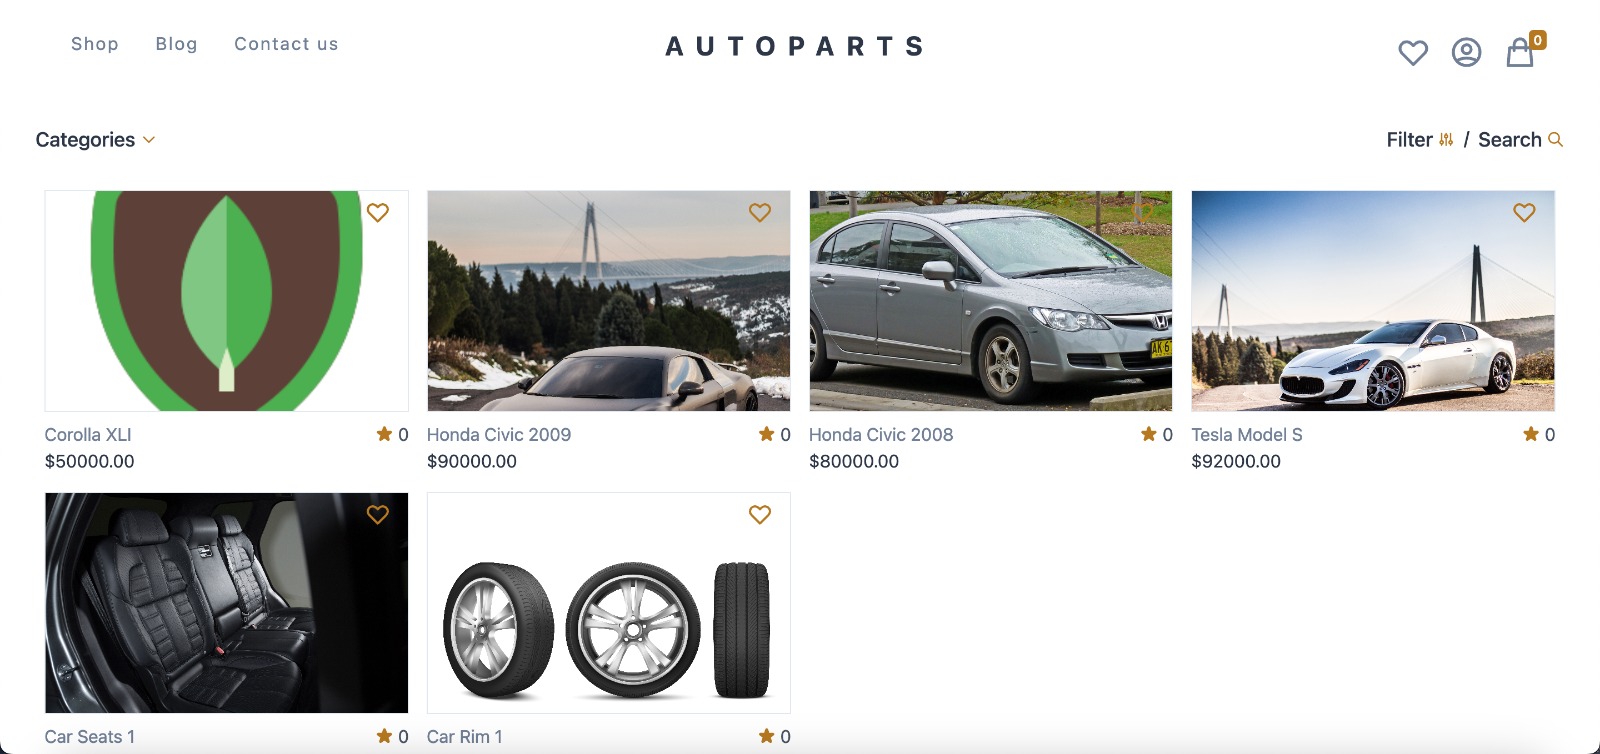 Shop Blog Contact us AUTOPARTS 0
Categories Filter / Search
Corolla XLI 0 Honda Civic 2009 0 Honda Civic 2008 0 Tesla Model S 0
$50000.00 $90000.00 $80000.00 $92000.00
Car Seats 1 0 Car Rim 1 0